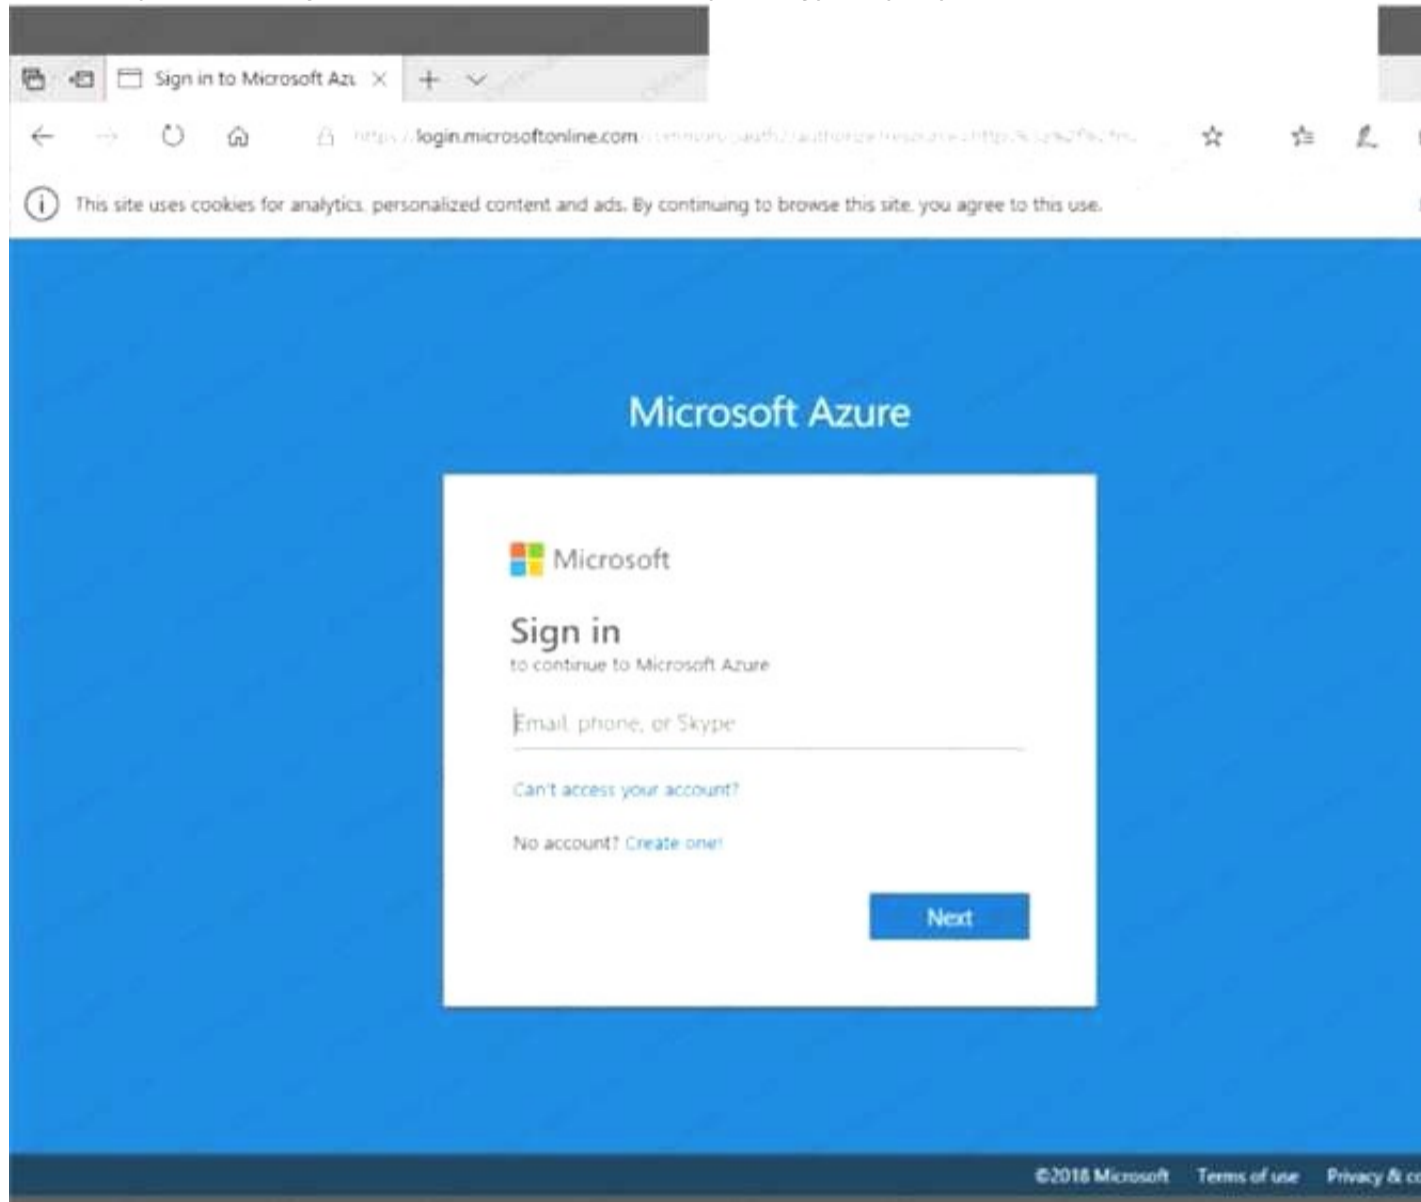 Sign in to Microsoft Azu
login.microsoftonline.com
This site uses cookies for analytics, personalized content and ads. By continuing to browse this site, you agree to this use.
Microsoft Azure
Microsoft
Sign in
to continue to Microsoft Azure
Email, phone, or Skype
Can't access your account?
No account? Create one!
Next
©2018 Microsoft Terms of use Privacy & co